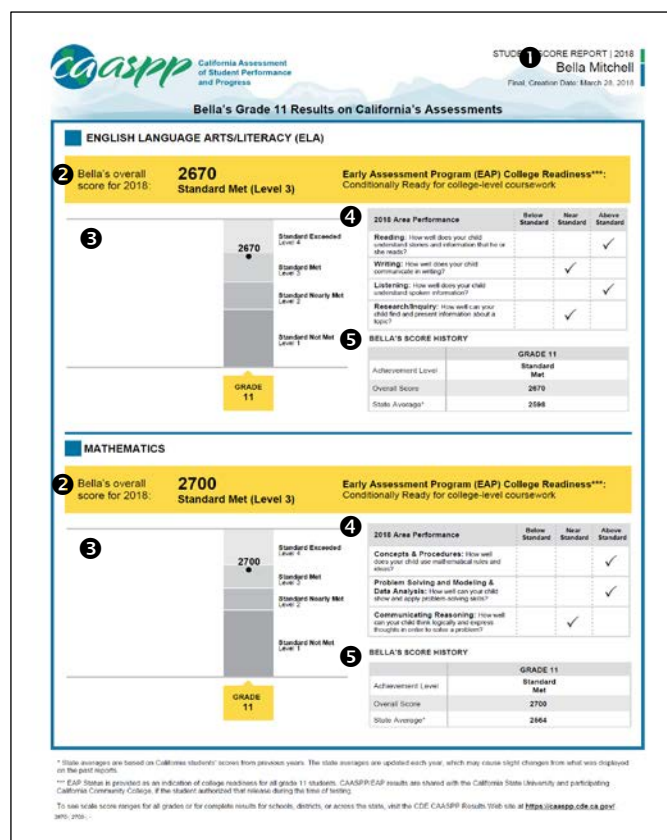 caaspp
California Assessment
of Student Performance
and Progress
STUDENT SCORE REPORT | 2018
❶
Bella Mitchell
Final, Creation Date: March 28, 2018
Bella's Grade 11 Results on California's Assessments
ENGLISH LANGUAGE ARTS/LITERACY (ELA)
❷ Bella's overall
score for 2018:
2670
Standard Met (Level 3)
Early Assessment Program (EAP) College Readiness***:
Conditionally Ready for college-level coursework
❸
2670
Standard Exceeded
Level 4
Standard Met
Level 3
Standard Nearly Met
Level 2
Standard Not Met
Level 1
GRADE
11
❹
2018 Area Performance
Below
Standard
Near
Standard
Above
Standard
Reading: How well does your child
understand stories and information that he or
she reads?
Writing: How well does your child
communicate in writing?
Listening: How well does your child
understand spoken information?
Research/Inquiry: How well can your
child find and present information about a
topic?
❺ BELLA'S SCORE HISTORY
GRADE 11
Achievement Level Standard
Met
Overall Score 2670
State Average* 2596
MATHEMATICS
❷ Bella's overall
score for 2018:
2700
Standard Met (Level 3)
Early Assessment Program (EAP) College Readiness***:
Conditionally Ready for college-level coursework
❸
2700
Standard Exceeded
Level 4
Standard Met
Level 3
Standard Nearly Met
Level 2
Standard Not Met
Level 1
GRADE
11
❹
2018 Area Performance
Below
Standard
Near
Standard
Above
Standard
Concepts & Procedures: How well
does your child use mathematical rules and
ideas?
Problem Solving and Modeling &
Data Analysis: How well can your child
show and apply problem-solving skills?
Communicating Reasoning: How well
can your child think logically and express
thoughts in order to solve a problem?
❺ BELLA'S SCORE HISTORY
GRADE 11
Achievement Level Standard
Met
Overall Score 2700
State Average* 2564
* State averages are based on California students' scores from previous years. The state averages are updated each year, which may cause slight changes from what was displayed
on the past reports.
*** EAP Status is provided as an indication of college readiness for all grade 11 students. CAASPP/EAP results are shared with the California State University and participating
California Community College, if the student authorized that release during the time of testing.
To see scale score ranges for all grades or for complete results for schools, districts, or across the state, visit the CDE CAASPP Results Web site at https://caaspp.cde.ca.gov/